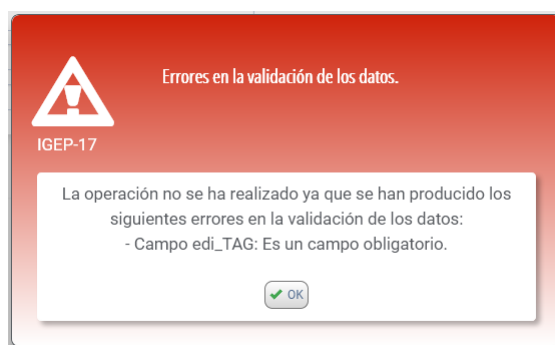 Errores en la validación de los datos.
IGEP-17
La operación no se ha realizado ya que se han producido los
siguientes errores en la validación de los datos:
- Campo edi_TAG: Es un campo obligatorio.
OK